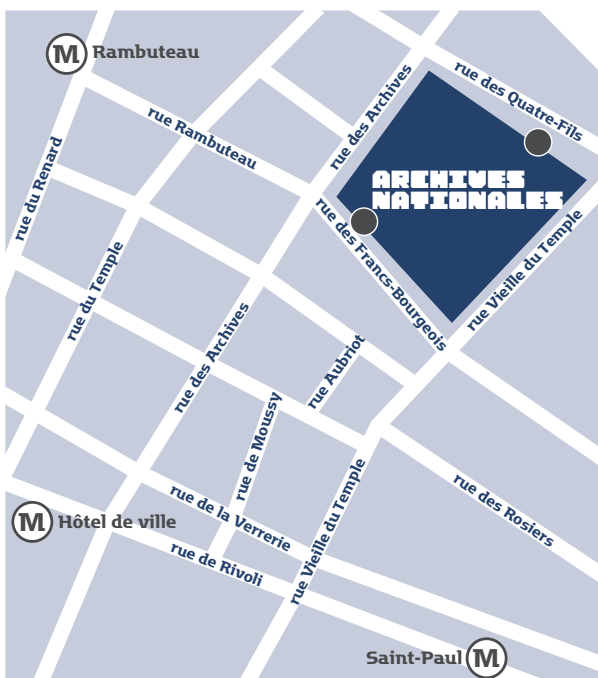 M Rambuteau
rue des Quatre-Fils
rue des Archives
rue Rambuteau
rue du Renard
ARCHIVES
NATIONALES
rue des Francs-Bourgeois
rue Vieille du Temple
rue du Temple
rue des Archives
rue Aubriot
rue de Moussy
rue Vieille du Temple
rue des Rosiers
M Hôtel de ville
rue de la Verrerie
rue de Rivoli
Saint-Paul M